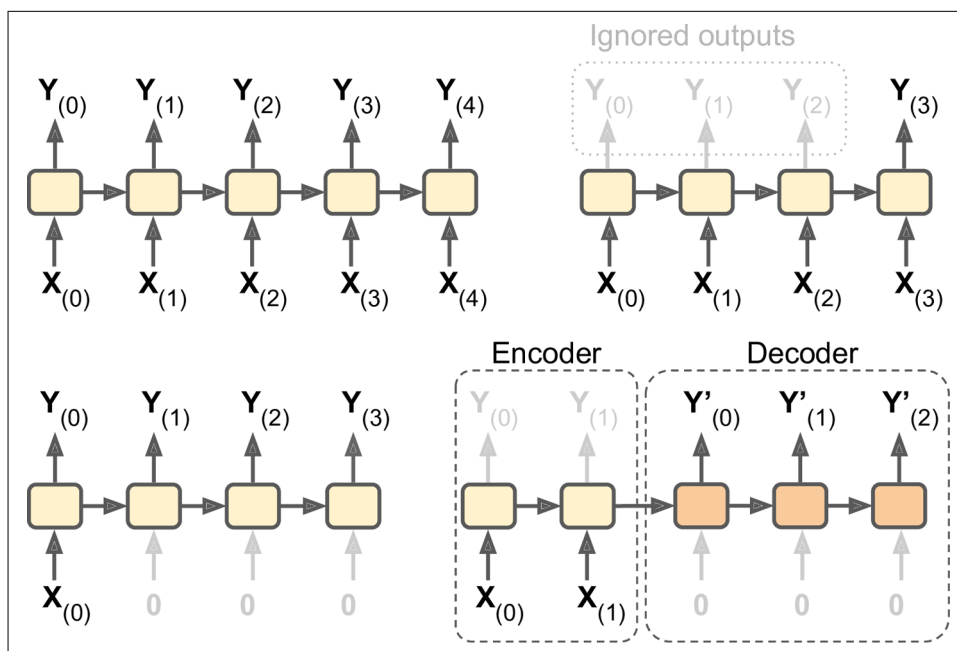 Ignored outputs
Y(0) Y(1) Y(2) Y(3) Y(4)
X(0) X(1) X(2) X(3) X(4)
Y(0) Y(1) Y(2) Y(3)
X(0) X(1) X(2) X(3)
Y(0) Y(1) Y(2) Y(3)
X(0) 0 0 0
Encoder Decoder
Y(0) Y(1) Y’(0) Y’(1) Y’(2)
X(0) X(1) 0 0 0